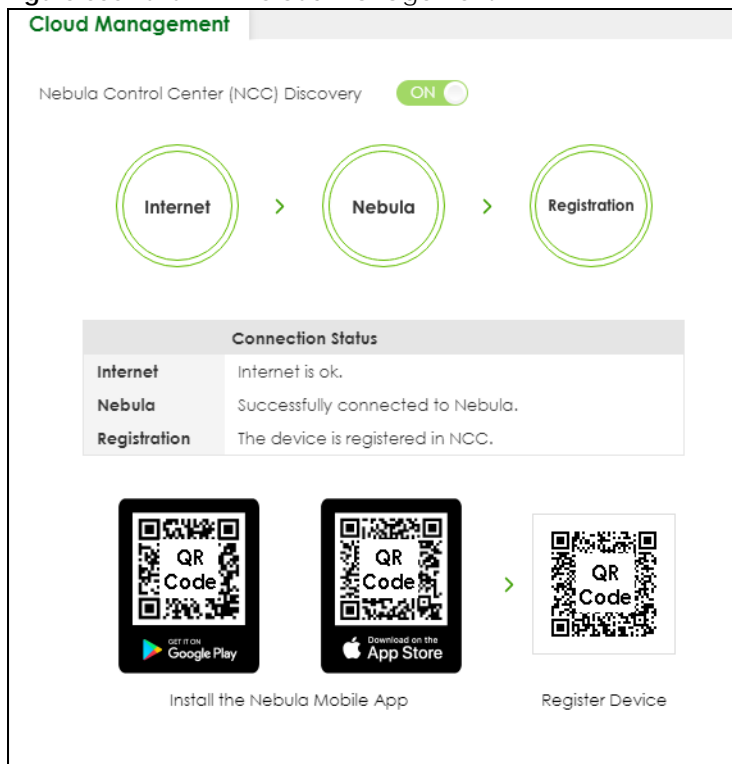 Cloud Management
Nebula Control Center (NCC) Discovery ON
Internet > Nebula > Registration
Connection Status
Internet Internet is ok.
Nebula Successfully connected to Nebula.
Registration The device is registered in NCC.
QR Code
GET IT ON
Google Play
QR Code
Download on the
App Store
>
QR Code
Install the Nebula Mobile App
Register Device